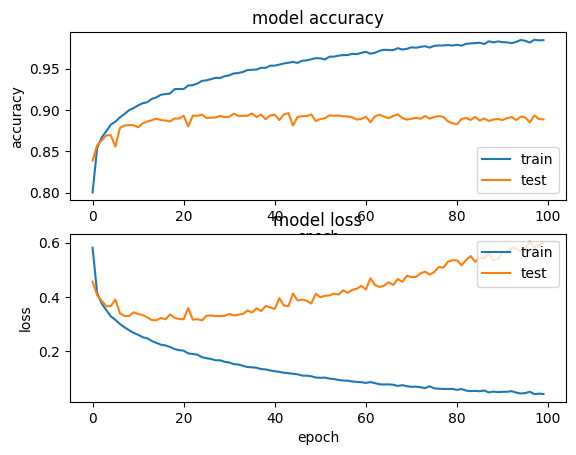 model accuracy
accuracy
0.95
0.90
0.85
0.80
train
test
0 20 40 60 80 100
epoch
model loss
loss
0.6
0.4
0.2
train
test
0 20 40 60 80 100
epoch